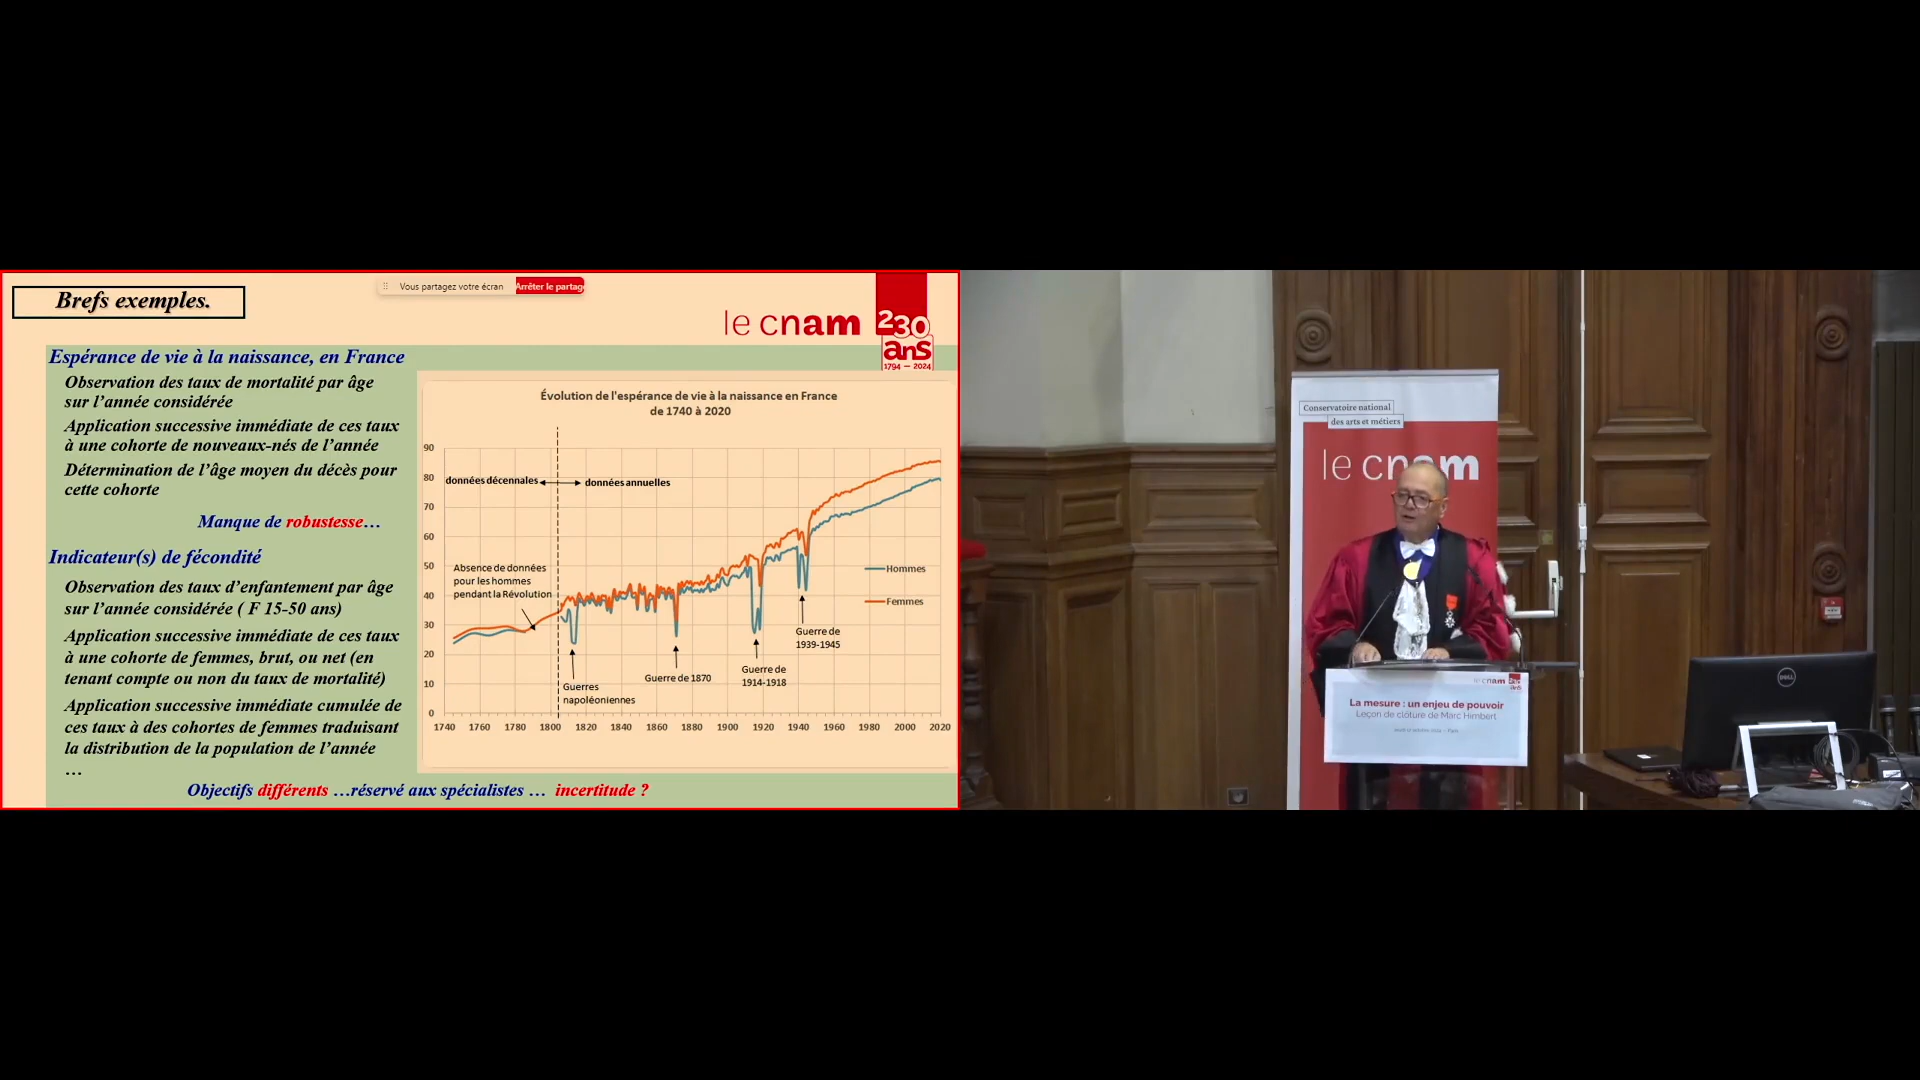 Brefs exemples.
Vous partagez votre écran
Arrêter le partag
le cnam
230
ans
1794 — 2024
Espérance de vie à la naissance, en France
Observation des taux de mortalité par âge
sur l’année considérée
Application successive immédiate de ces taux
à une cohorte de nouveaux-nés de l’année
Détermination de l’âge moyen du décès pour
cette cohorte
Manque de robustesse…
Indicateur(s) de fécondité
Observation des taux d’enfantement par âge
sur l’année considérée ( F 15-50 ans)
Application successive immédiate de ces taux
à une cohorte de femmes, brut, ou net (en
tenant compte ou non du taux de mortalité)
Application successive immédiate cumulée de
ces taux à des cohortes de femmes traduisant
la distribution de la population de l’année
…
Objectifs différents …réservé aux spécialistes … incertitude ?
Évolution de l'espérance de vie à la naissance en France
de 1740 à 2020
90
80
70
60
50
40
30
20
10
0
données décennales
données annuelles
Absence de données
pour les hommes
pendant la Révolution
Hommes
Femmes
Guerres
napoléoniennes
Guerre de 1870
Guerre de
1914-1918
Guerre de
1939-1945
1740 1760 1780 1800 1820 1840 1860 1880 1900 1920 1940 1960 1980 2000 2020
Conservatoire national
des arts et métiers
le cnam
le cnam
La mesure : un enjeu de pouvoir
Leçon de clôture de Marc Himbert
DELL